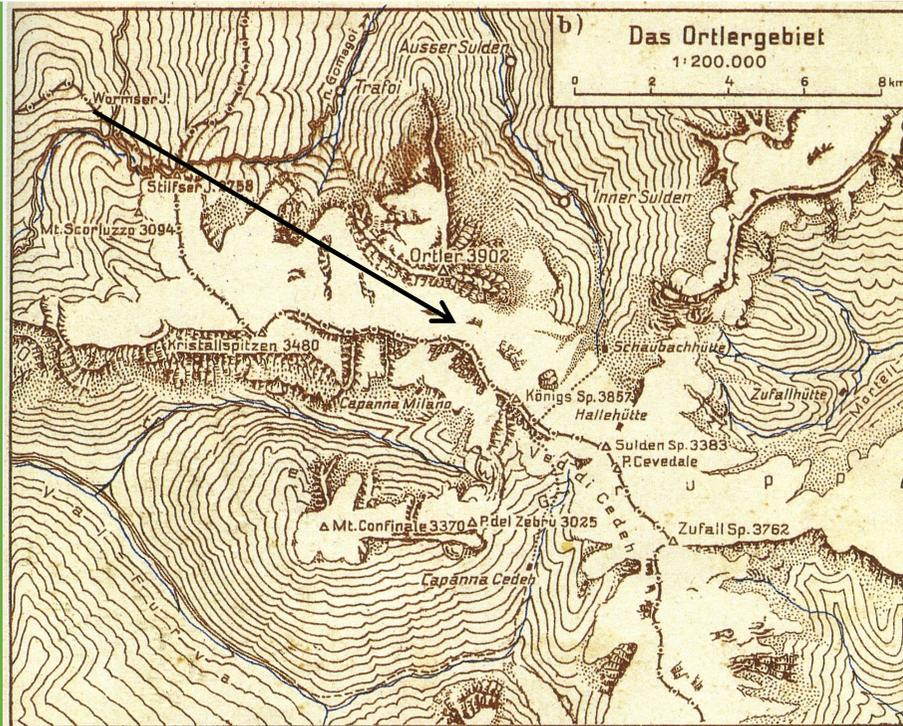 b)
Das Ortlergebiet
1:200.000
0 2 4 6 8 km
Ausser Sulden
n. Gomagoi
Trafoi
Wormser J.
Stilfser J. 2758
Inner Sulden
Mt. Scorluzzo 3094
Ortler 3902
Kristallspitzen 3480
Schaubachhütte
Königs Sp. 3857
Zufallhütte
Capanna Milano
Hallehütte
Sulden Sp. 3383
P. Cevedale
Ved. di Cedeh
Mt. Confinale 3370
P. del Zebru 3025
Zufall Sp. 3762
Capanna Cedeh
Val Furva